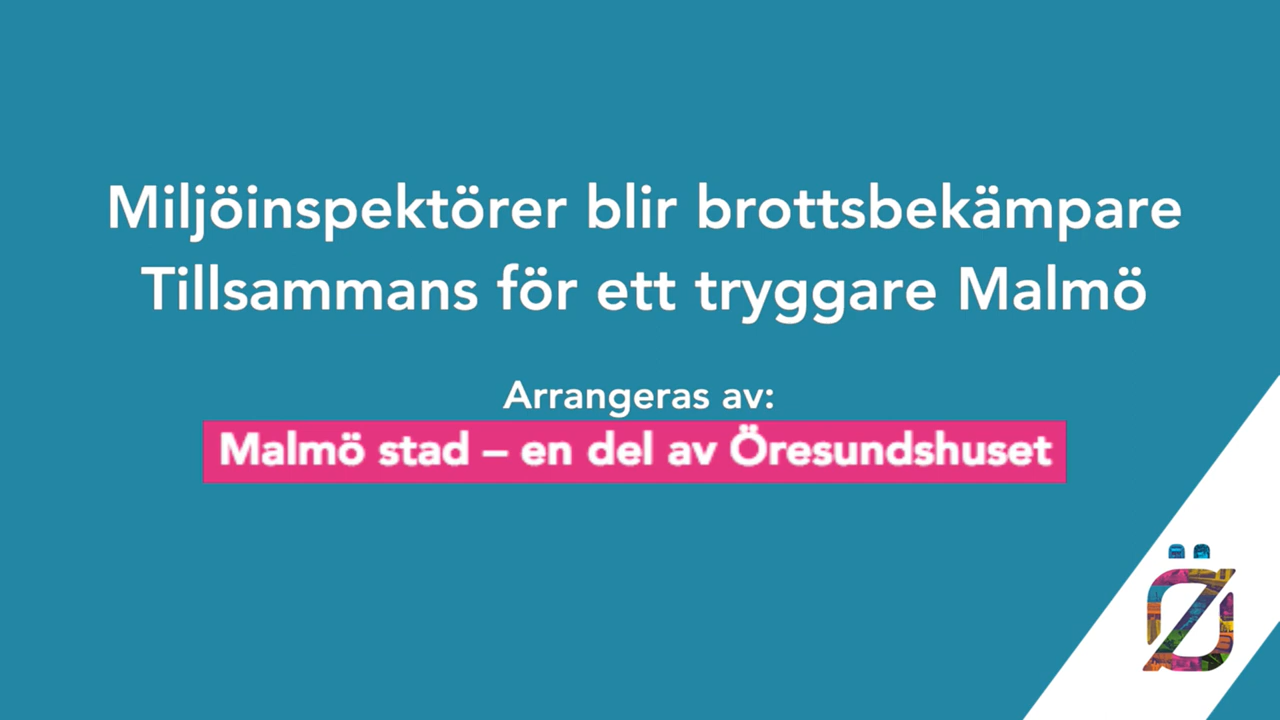 Miljöinspektörer blir brottsbekämpare
Tillsammans för ett tryggare Malmö
Arrangeras av:
Malmö stad – en del av Öresundshuset